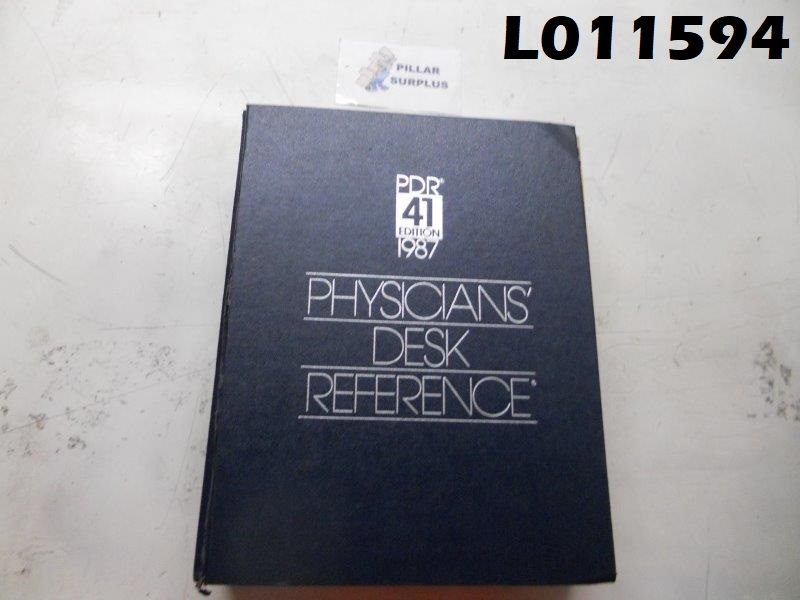 L011594
PILLAR
SURPLUS
PDR®
41
EDITION
1987
PHYSICIANS'
DESK
REFERENCE®